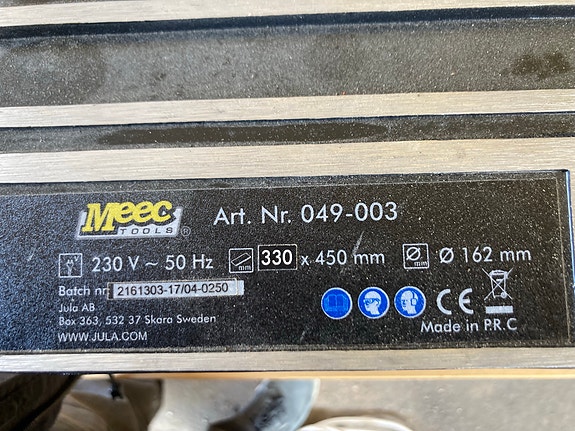 Meec TOOLS®
Art. Nr. 049-003
230 V ~ 50 Hz mm 330 x 450 mm mm Ø 162 mm
Batch nr 2161303-17/04-0250
Jula AB
Box 363, 532 37 Skara Sweden
WWW.JULA.COM
CE
Made in P.R.C